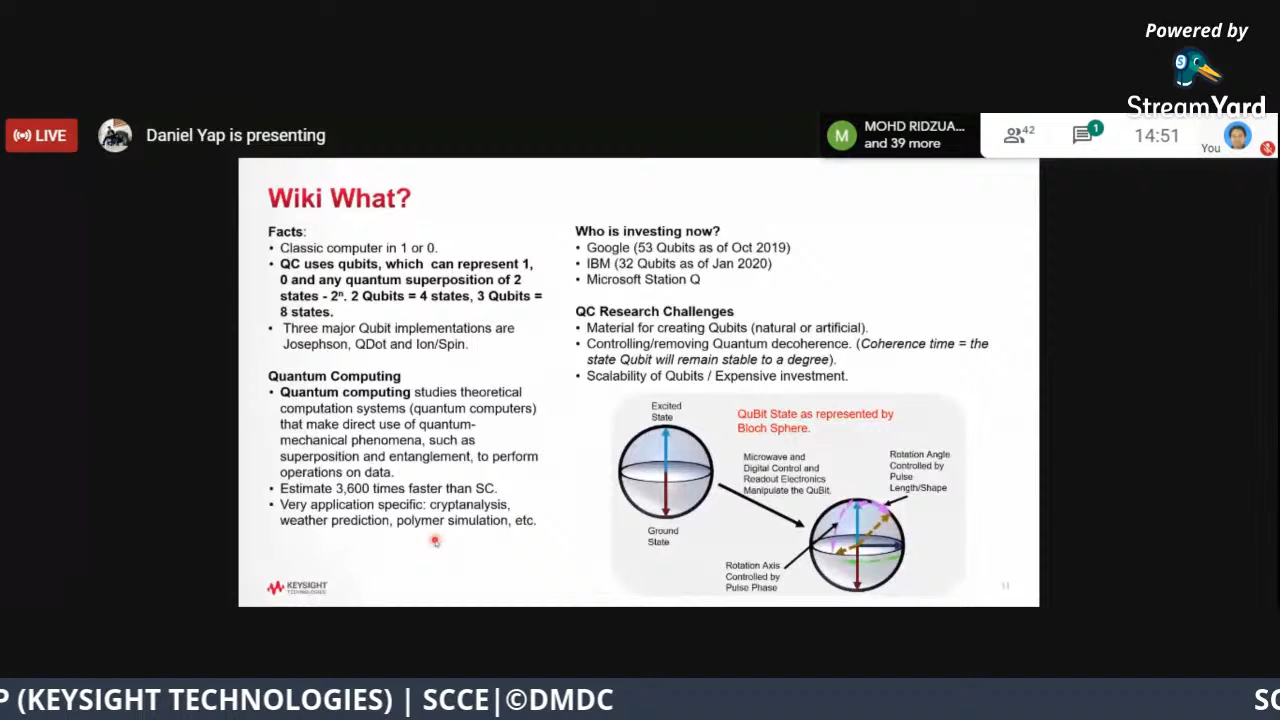 Powered by
StreamYard
LIVE
Daniel Yap is presenting
M
MOHD RIDZUA...
and 39 more
42
1
14:51
You
Wiki What?
Facts:
• Classic computer in 1 or 0.
• QC uses qubits, which can represent 1,
0 and any quantum superposition of 2
states - 2ⁿ. 2 Qubits = 4 states, 3 Qubits =
8 states.
• Three major Qubit implementations are
Josephson, QDot and Ion/Spin.
Quantum Computing
• Quantum computing studies theoretical
computation systems (quantum computers)
that make direct use of quantum-
mechanical phenomena, such as
superposition and entanglement, to perform
operations on data.
• Estimate 3,600 times faster than SC.
• Very application specific: cryptanalysis,
weather prediction, polymer simulation, etc.
Who is investing now?
• Google (53 Qubits as of Oct 2019)
• IBM (32 Qubits as of Jan 2020)
• Microsoft Station Q
QC Research Challenges
• Material for creating Qubits (natural or artificial).
• Controlling/removing Quantum decoherence. (Coherence time = the
state Qubit will remain stable to a degree).
• Scalability of Qubits / Expensive investment.
Excited
State
QuBit State as represented by
Bloch Sphere.
Microwave and
Digital Control and
Readout Electronics
Manipulate the QuBit.
Rotation Angle
Controlled by
Pulse
Length/Shape
Ground
State
Rotation Axis
Controlled by
Pulse Phase
KEYSIGHT
TECHNOLOGIES
11
P (KEYSIGHT TECHNOLOGIES) | SCCE|©DMDC
SC